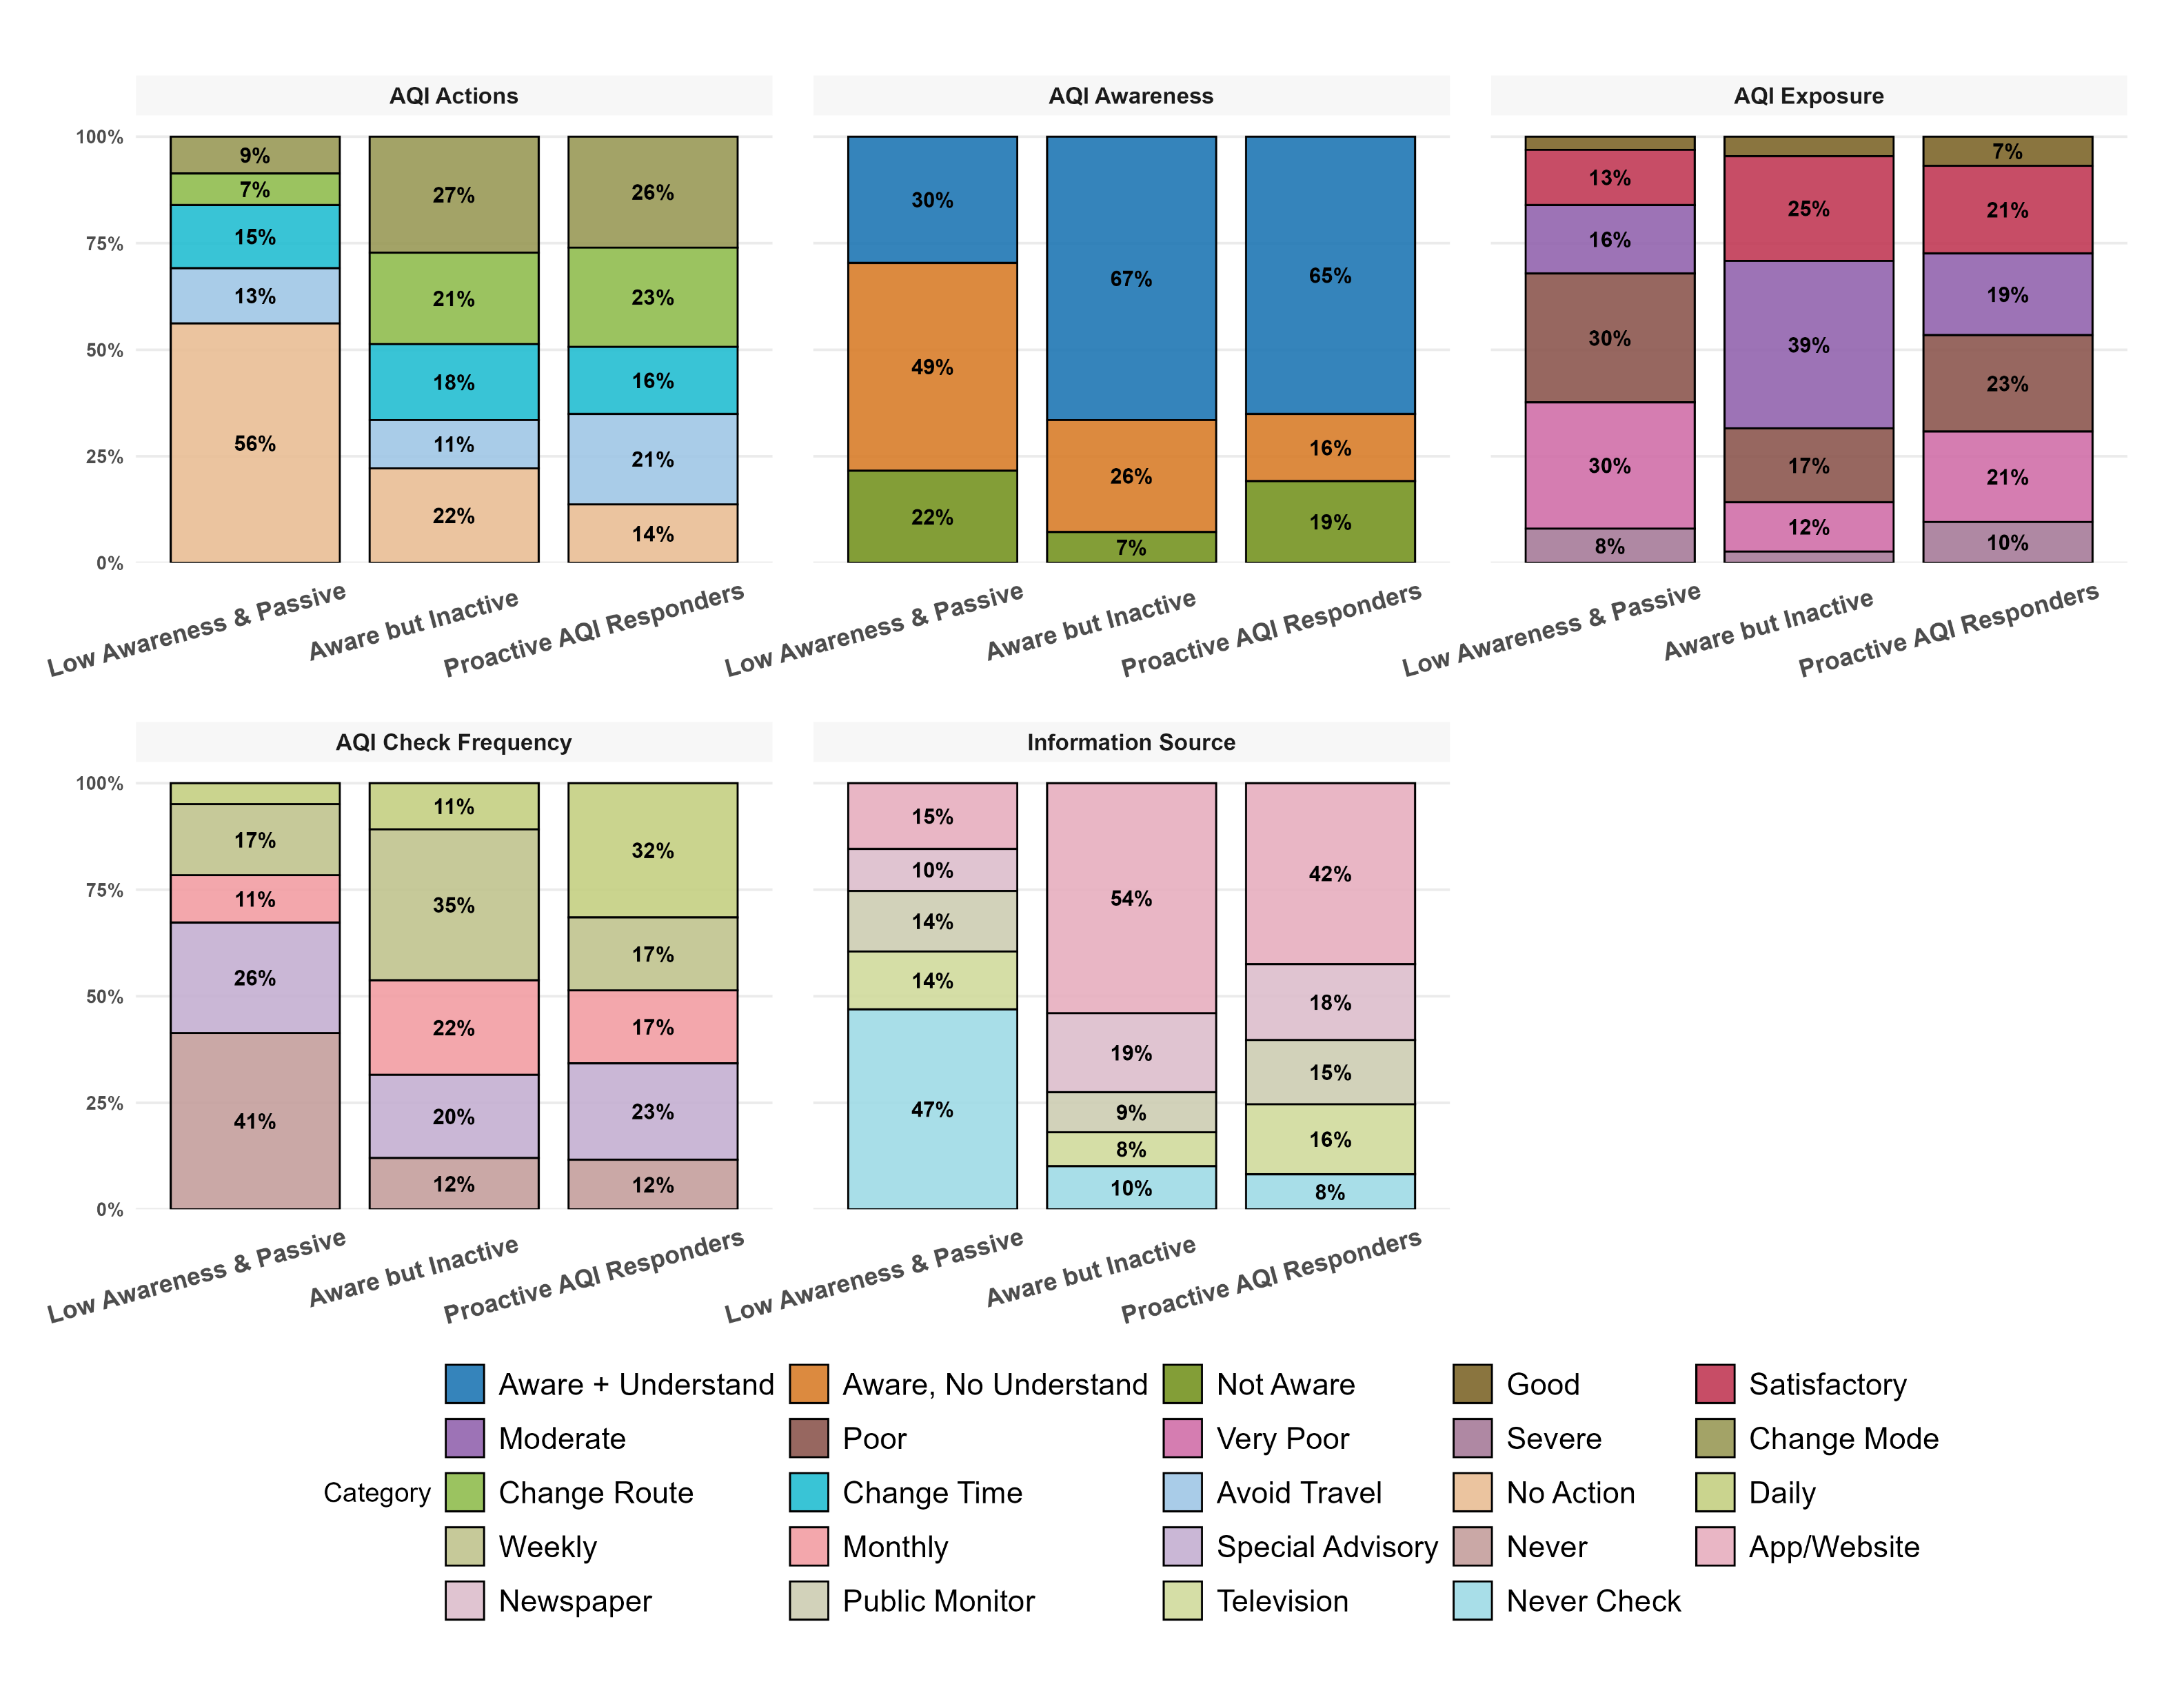 AQI Actions
AQI Awareness
AQI Exposure
100%
75%
50%
25%
0%
9%
7%
15%
13%
56%
27%
21%
18%
11%
22%
26%
23%
16%
21%
14%
30%
49%
22%
67%
26%
7%
65%
16%
19%
13%
16%
30%
30%
8%
25%
39%
17%
12%
7%
21%
19%
23%
21%
10%
Low Awareness & Passive
Aware but Inactive
Proactive AQI Responders
Low Awareness & Passive
Aware but Inactive
Proactive AQI Responders
Low Awareness & Passive
Aware but Inactive
Proactive AQI Responders
AQI Check Frequency
Information Source
100%
75%
50%
25%
0%
17%
11%
26%
41%
11%
35%
22%
20%
12%
32%
17%
17%
23%
12%
15%
10%
14%
14%
47%
54%
19%
9%
8%
10%
42%
18%
15%
16%
8%
Low Awareness & Passive
Aware but Inactive
Proactive AQI Responders
Low Awareness & Passive
Aware but Inactive
Proactive AQI Responders
Category
Aware + Understand
Aware, No Understand
Not Aware
Good
Satisfactory
Moderate
Poor
Very Poor
Severe
Change Mode
Change Route
Change Time
Avoid Travel
No Action
Daily
Weekly
Monthly
Special Advisory
Never
App/Website
Newspaper
Public Monitor
Television
Never Check